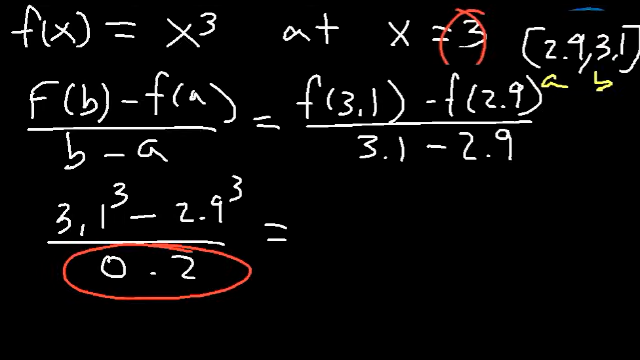 f(x) = x³ at x = 3 [2.9, 3.1]
a b
F(b) - f(a) / b - a = f(3.1) - f(2.9) / 3.1 - 2.9
3.1³ - 2.9³ / 0.2 =